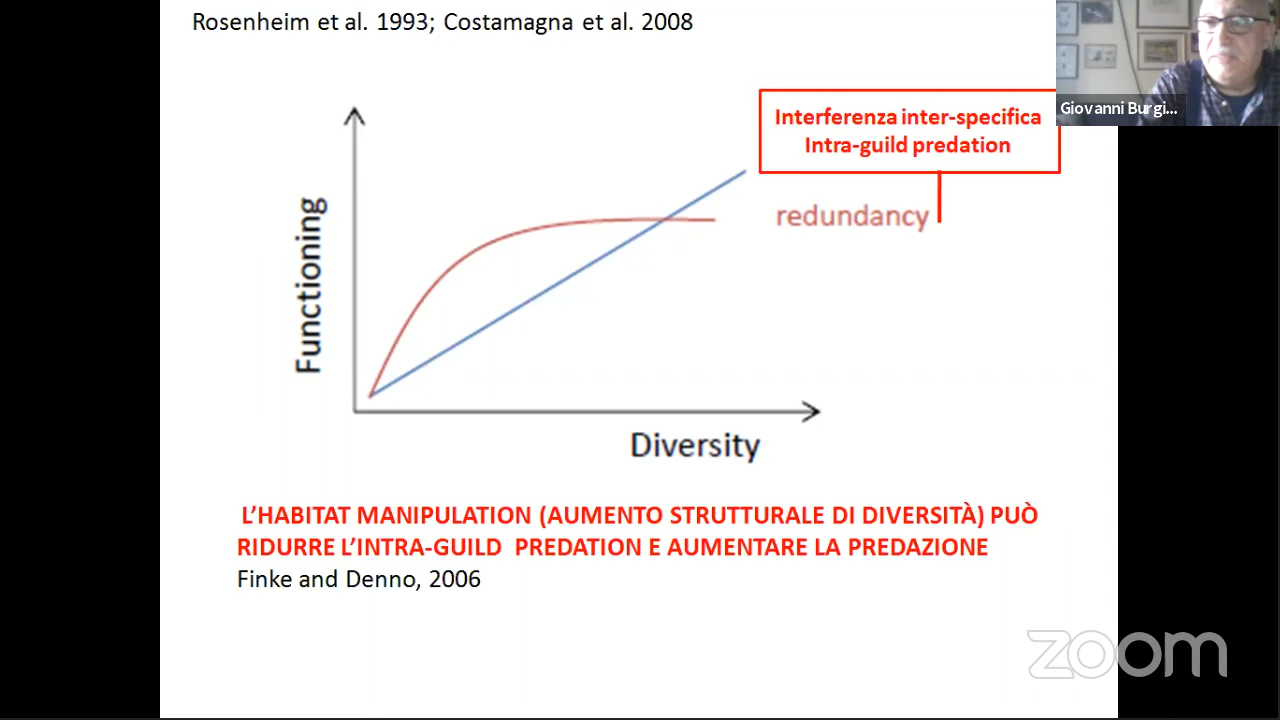 Rosenheim et al. 1993; Costamagna et al. 2008
Giovanni Burgi...
Interferenza inter-specifica
Intra-guild predation
redundancy
Functioning
Diversity
L'HABITAT MANIPULATION (AUMENTO STRUTTURALE DI DIVERSITÀ) PUÒ
RIDURRE L'INTRA-GUILD PREDATION E AUMENTARE LA PREDAZIONE
Finke and Denno, 2006
zoom